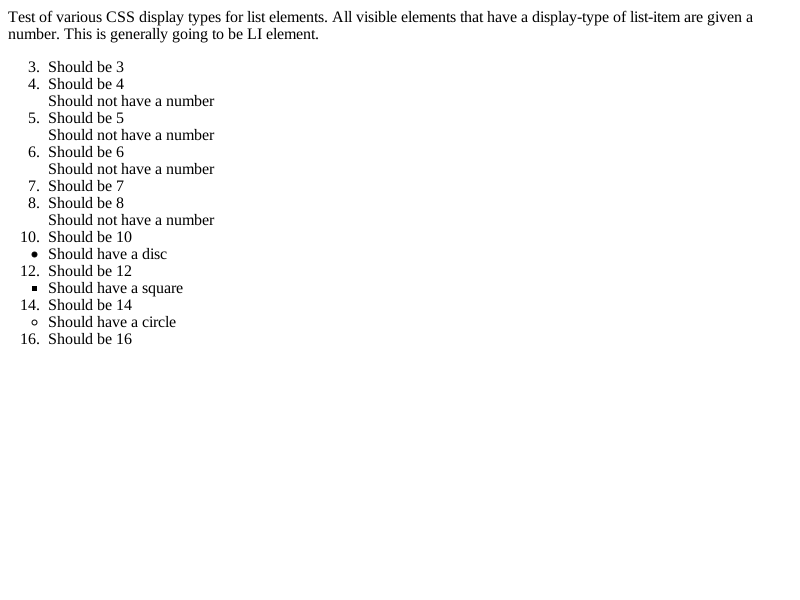 Test of various CSS display types for list elements. All visible elements that have a display-type of list-item are given a
number. This is generally going to be LI element.
3. Should be 3
4. Should be 4
Should not have a number
5. Should be 5
Should not have a number
6. Should be 6
Should not have a number
7. Should be 7
8. Should be 8
Should not have a number
10. Should be 10
• Should have a disc
12. Should be 12
▪ Should have a square
14. Should be 14
◦ Should have a circle
16. Should be 16